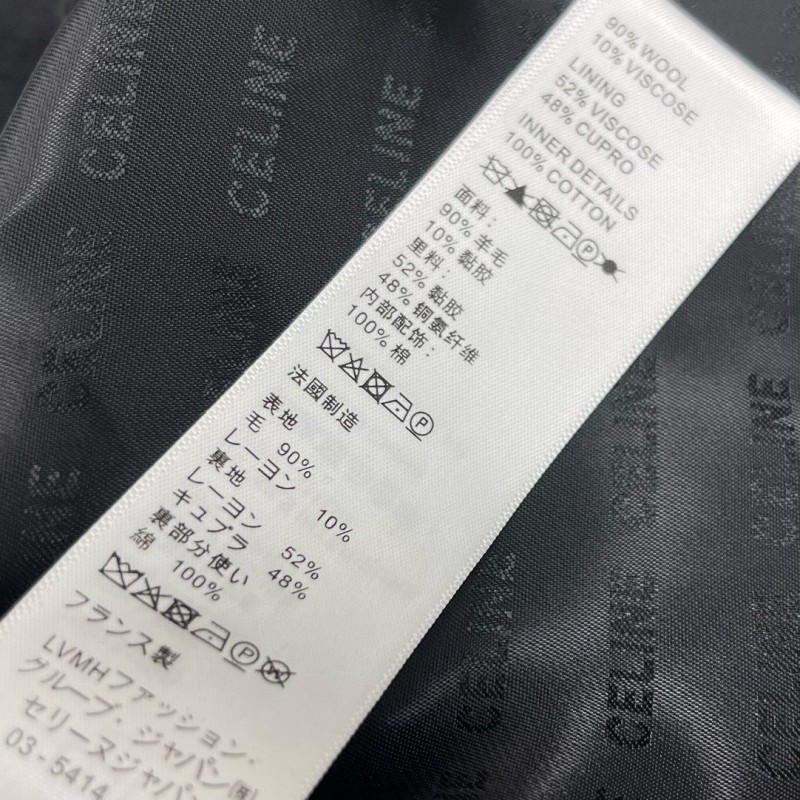 90% WOOL
10% VISCOSE
LINING
52% VISCOSE
48% CUPRO
INNER DETAILS
100% COTTON
面料：
90% 羊毛
10% 黏胶
里料：
52% 黏胶
48% 銅氨纤维
内部配饰：
100% 棉
法國制造
表地
毛 90%
レーヨン 10%
裏地
レーヨン 52%
キュプラ 48%
裏部分使い
綿 100%
フランス製
LVMHファッション・
グループ・ジャパン㈲
セリーヌジャパン
03-5414
CELINE
CELINE
CELINE
CELINE
CELINE
CELINE
CELINE
CELINE